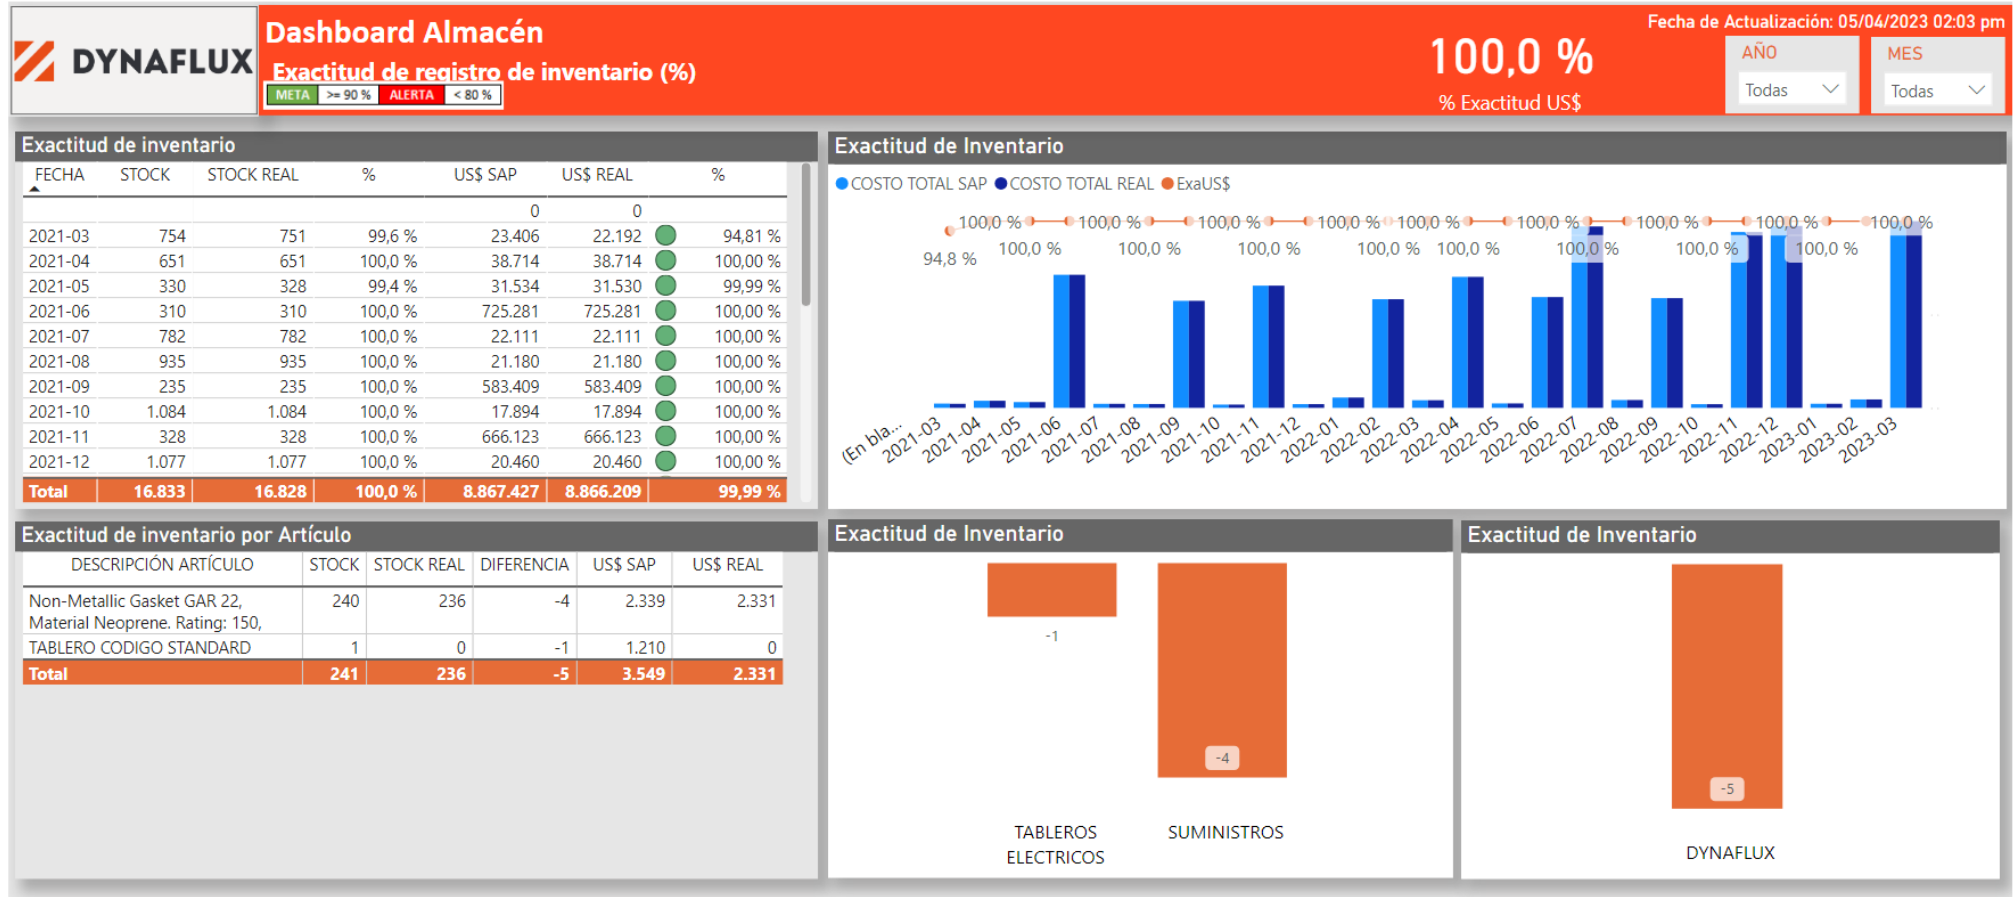 DYNAFLUX
Dashboard Almacén
Exactitud de registro de inventario (%)
META >= 90 % ALERTA < 80 %
100,0 %
% Exactitud US$
Fecha de Actualización: 05/04/2023 02:03 pm
AÑO
Todas
MES
Todas
Exactitud de inventario
FECHA STOCK STOCK REAL % US$ SAP US$ REAL %
0 0
2021-03 754 751 99,6 % 23.406 22.192 94,81 %
2021-04 651 651 100,0 % 38.714 38.714 100,00 %
2021-05 330 328 99,4 % 31.534 31.530 99,99 %
2021-06 310 310 100,0 % 725.281 725.281 100,00 %
2021-07 782 782 100,0 % 22.111 22.111 100,00 %
2021-08 935 935 100,0 % 21.180 21.180 100,00 %
2021-09 235 235 100,0 % 583.409 583.409 100,00 %
2021-10 1.084 1.084 100,0 % 17.894 17.894 100,00 %
2021-11 328 328 100,0 % 666.123 666.123 100,00 %
2021-12 1.077 1.077 100,0 % 20.460 20.460 100,00 %
Total 16.833 16.828 100,0 % 8.867.427 8.866.209 99,99 %
Exactitud de Inventario
COSTO TOTAL SAP COSTO TOTAL REAL ExaUS$
100,0 % 100,0 % 100,0 % 100,0 % 100,0 % 100,0 % 100,0 % 100,0 % 100,0 %
94,8 % 100,0 % 100,0 % 100,0 % 100,0 % 100,0 % 100,0 % 100,0 % 100,0 %
(En bla... 2021-03 2021-04 2021-05 2021-06 2021-07 2021-08 2021-09 2021-10 2021-11 2021-12 2022-01 2022-02 2022-03 2022-04 2022-05 2022-06 2022-07 2022-08 2022-09 2022-10 2022-11 2022-12 2023-01 2023-02 2023-03
Exactitud de inventario por Artículo
DESCRIPCIÓN ARTÍCULO STOCK STOCK REAL DIFERENCIA US$ SAP US$ REAL
Non-Metallic Gasket GAR 22, 240 236 -4 2.339 2.331
Material Neoprene. Rating: 150,
TABLERO CODIGO STANDARD 1 0 -1 1.210 0
Total 241 236 -5 3.549 2.331
Exactitud de Inventario
-1
-4
TABLEROS
ELECTRICOS
SUMINISTROS
Exactitud de Inventario
-5
DYNAFLUX